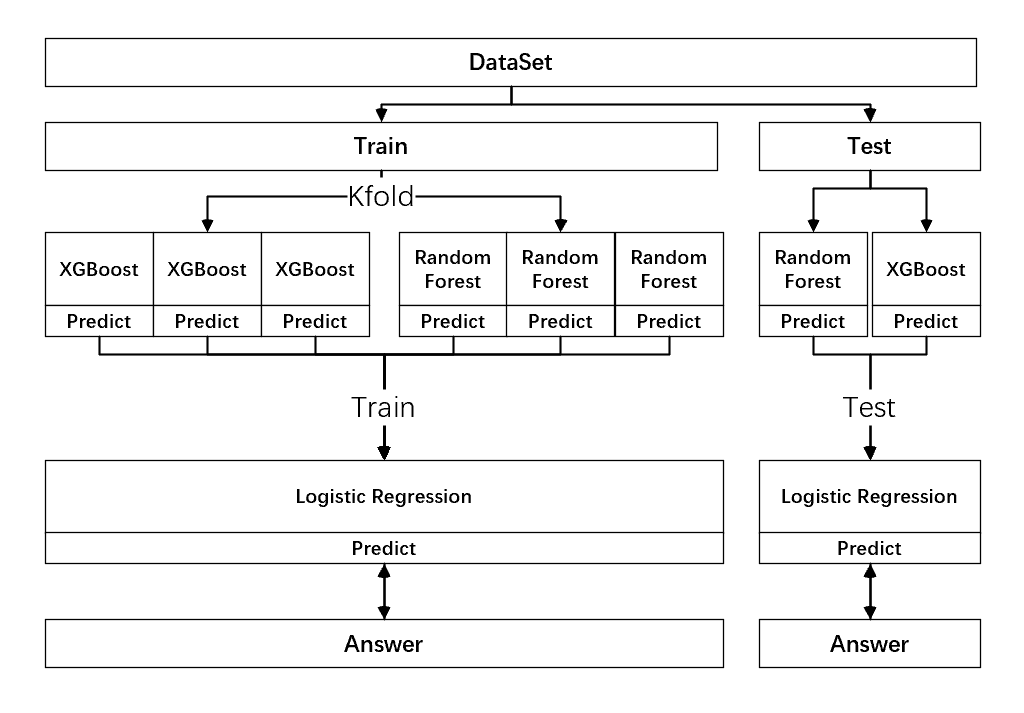 DataSet
Train
Test
Kfold
XGBoost
XGBoost
XGBoost
Random
Forest
Random
Forest
Random
Forest
Random
Forest
XGBoost
Predict
Predict
Predict
Predict
Predict
Predict
Predict
Predict
Train
Test
Logistic Regression
Logistic Regression
Predict
Predict
Answer
Answer